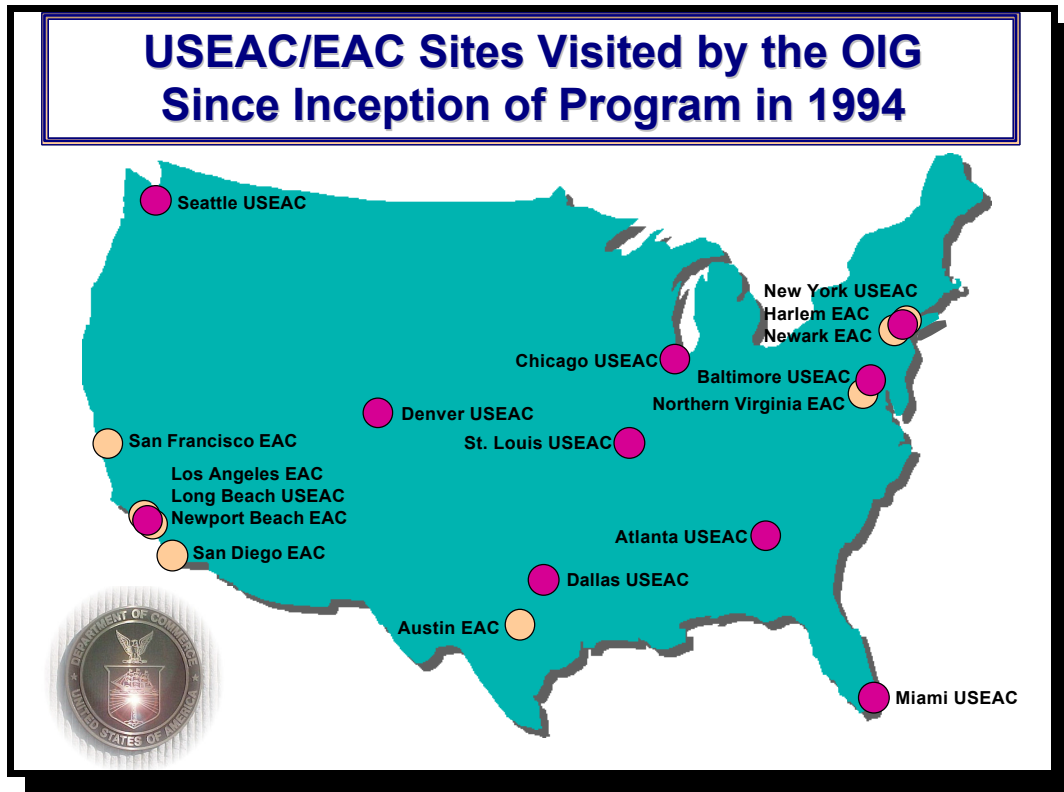 USEAC/EAC Sites Visited by the OIG
Since Inception of Program in 1994
Seattle USEAC
New York USEAC
Harlem EAC
Newark EAC
Chicago USEAC
Baltimore USEAC
Northern Virginia EAC
Denver USEAC
St. Louis USEAC
San Francisco EAC
Los Angeles EAC
Long Beach USEAC
Newport Beach EAC
San Diego EAC
Atlanta USEAC
Dallas USEAC
Austin EAC
Miami USEAC
DEPARTMENT OF COMMERCE
UNITED STATES OF AMERICA